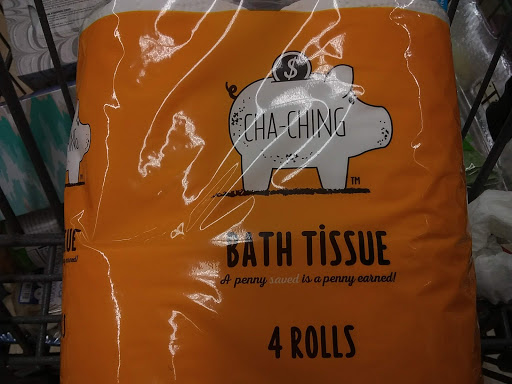 $
CHA-CHING
TM
BATH TISSUE
A penny saved is a penny earned!
4 ROLLS